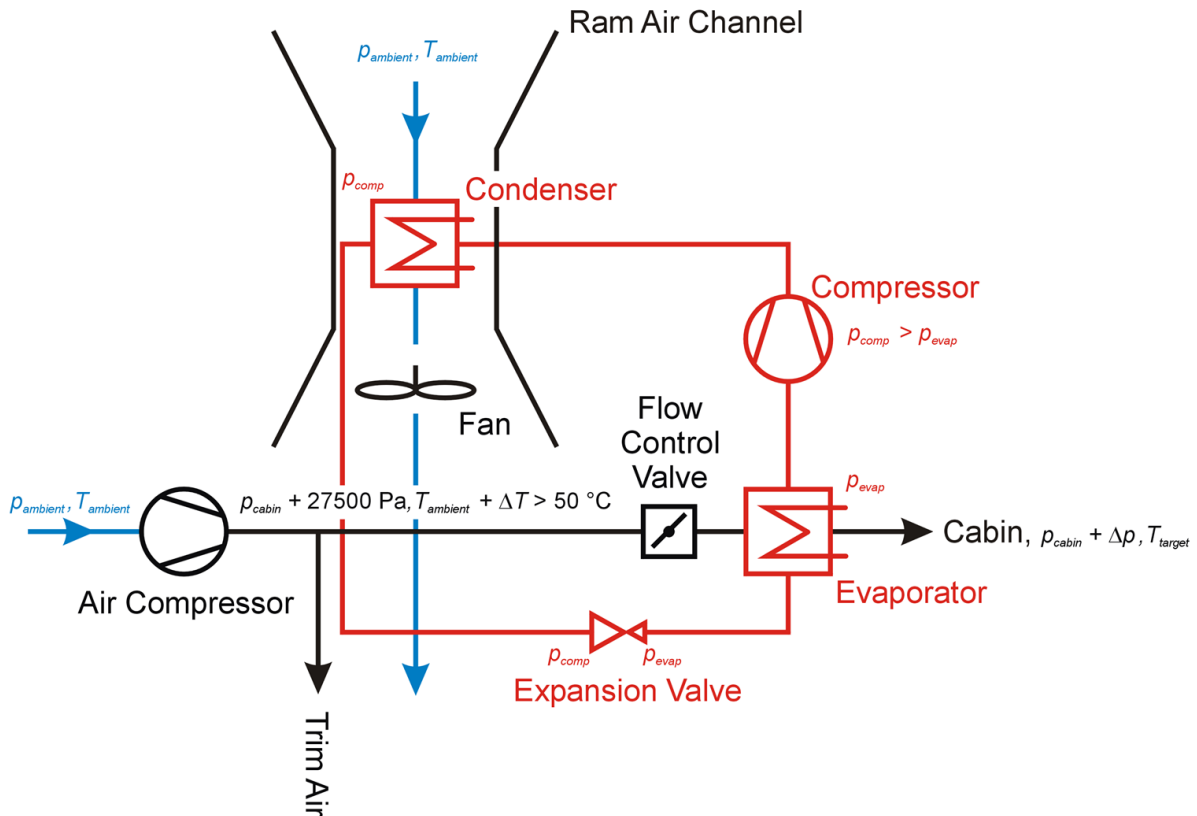 Ram Air Channel
p_ambient, T_ambient
p_comp
Condenser
Compressor
p_comp > p_evap
Fan
Flow
Control
Valve
p_ambient, T_ambient
p_cabin + 27500 Pa, T_ambient + ΔT > 50 °C
p_evap
Cabin, p_cabin + Δp, T_target
Air Compressor
Evaporator
p_comp
p_evap
Expansion Valve
Trim Air